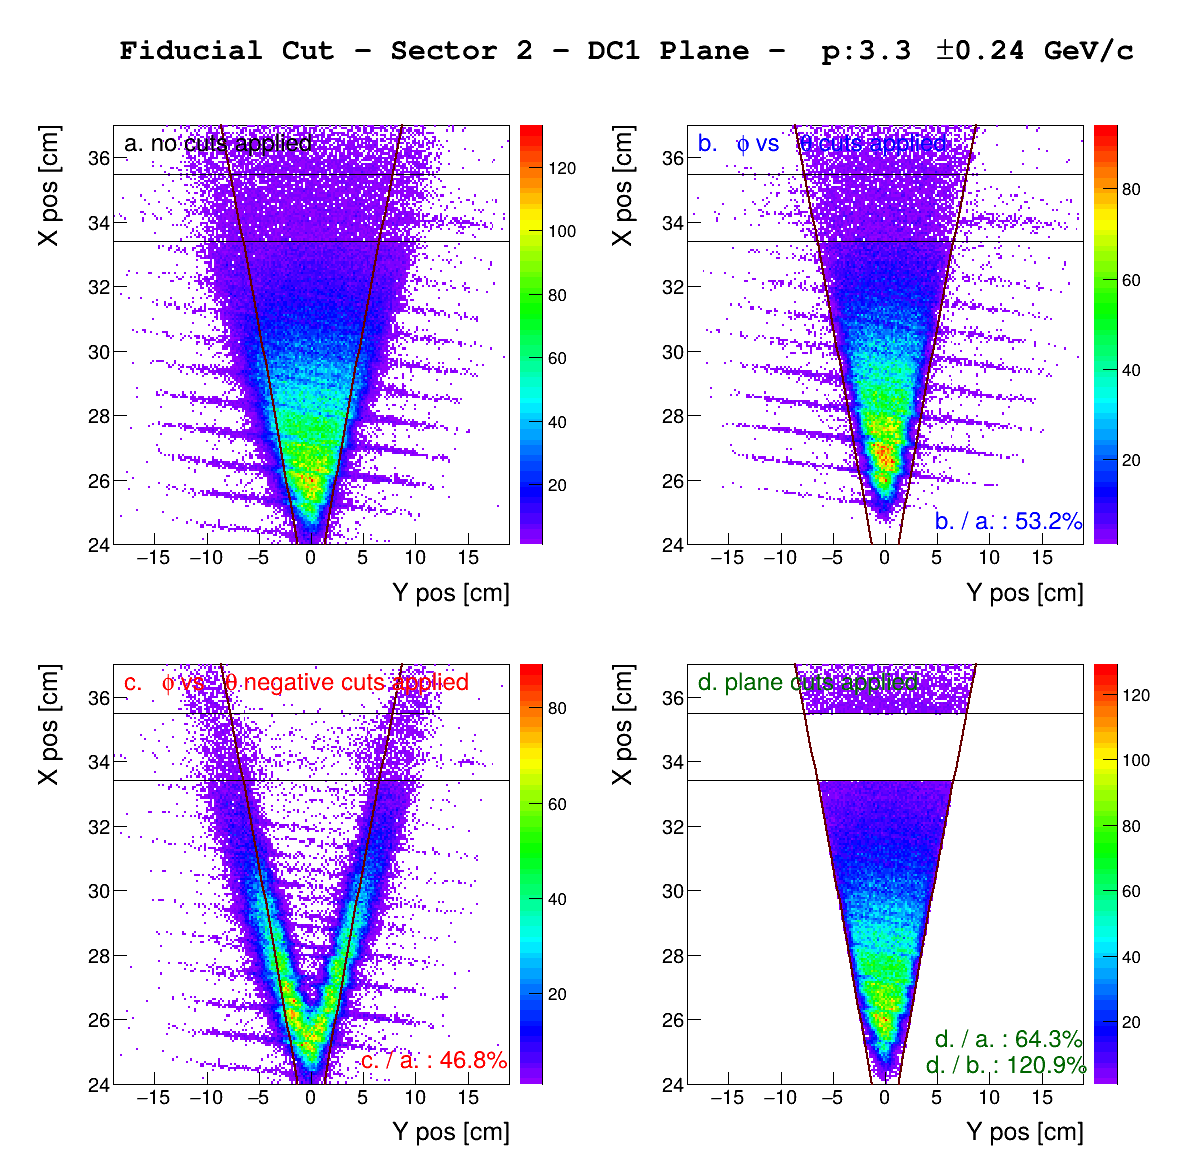 Fiducial Cut - Sector 2 - DC1 Plane - p:3.3 ±0.24 GeV/c
a. no cuts applied
X pos [cm]
36
34
32
30
28
26
24
−15 −10 −5 0 5 10 15
Y pos [cm]
120
100
80
60
40
20
b. ϕ vs θ cuts applied
X pos [cm]
36
34
32
30
28
26
24
b. / a. : 53.2%
−15 −10 −5 0 5 10 15
Y pos [cm]
80
60
40
20
c. ϕ vs θ negative cuts applied
X pos [cm]
36
34
32
30
28
26
24
c. / a. : 46.8%
−15 −10 −5 0 5 10 15
Y pos [cm]
80
60
40
20
d. plane cuts applied
X pos [cm]
36
34
32
30
28
26
24
d. / a. : 64.3%
d. / b. : 120.9%
−15 −10 −5 0 5 10 15
Y pos [cm]
120
100
80
60
40
20